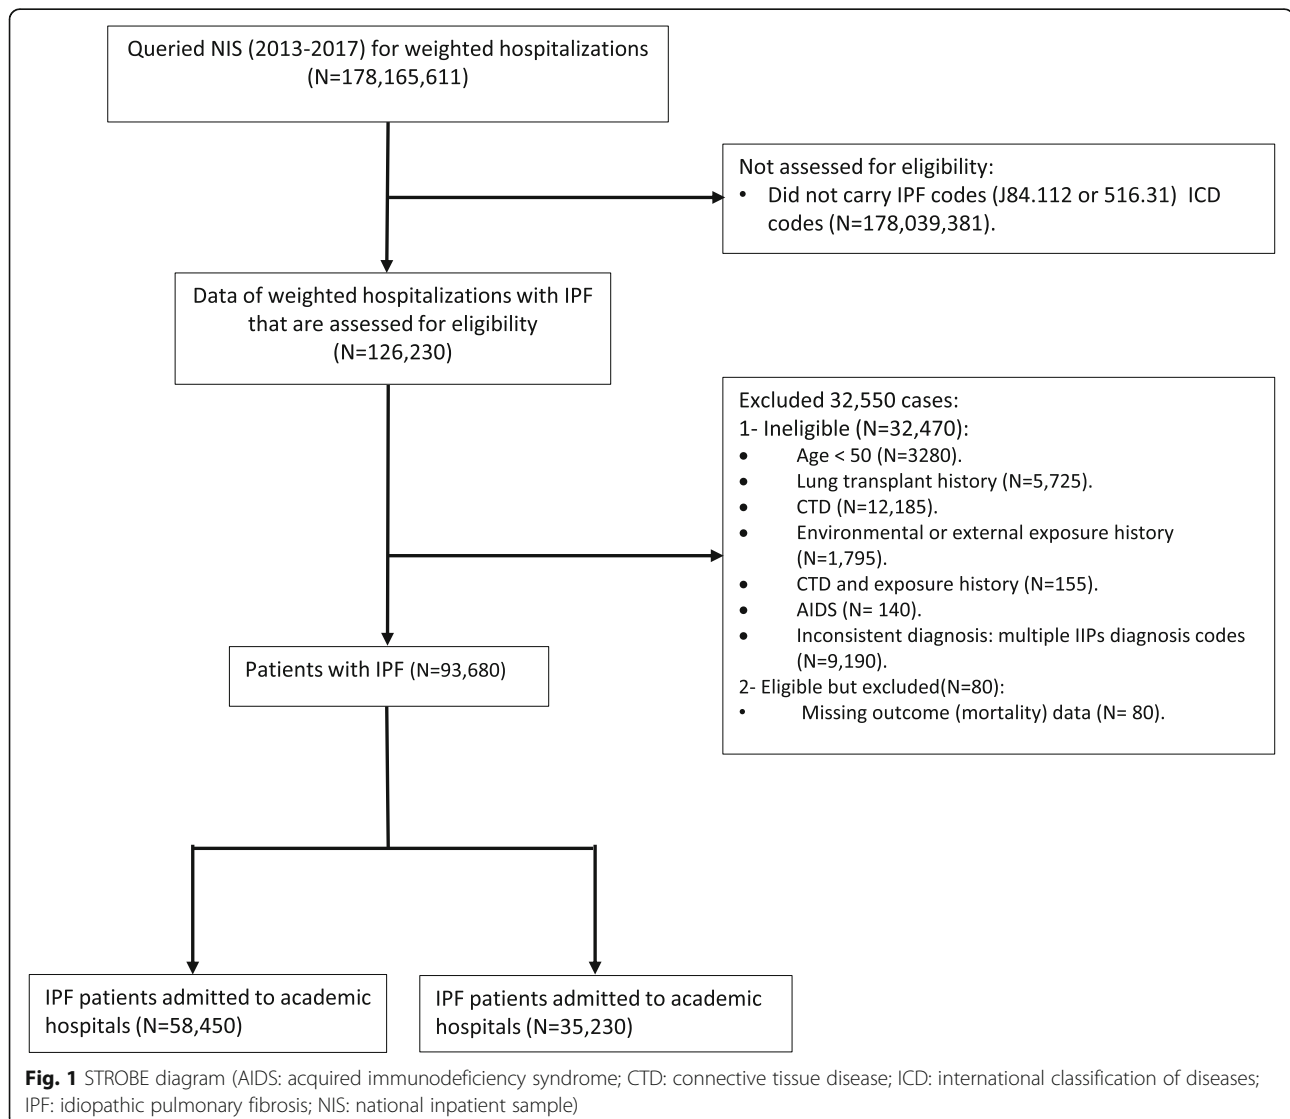 Queried NIS (2013-2017) for weighted hospitalizations
(N=178,165,611)
Not assessed for eligibility:
• Did not carry IPF codes (J84.112 or 516.31) ICD
codes (N=178,039,381).
Data of weighted hospitalizations with IPF
that are assessed for eligibility
(N=126,230)
Excluded 32,550 cases:
1- Ineligible (N=32,470):
• Age < 50 (N=3280).
• Lung transplant history (N=5,725).
• CTD (N=12,185).
• Environmental or external exposure history
(N=1,795).
• CTD and exposure history (N=155).
• AIDS (N= 140).
• Inconsistent diagnosis: multiple IIPs diagnosis codes
(N=9,190).
2- Eligible but excluded(N=80):
• Missing outcome (mortality) data (N= 80).
Patients with IPF (N=93,680)
IPF patients admitted to academic
hospitals (N=58,450)
IPF patients admitted to academic
hospitals (N=35,230)
Fig. 1 STROBE diagram (AIDS: acquired immunodeficiency syndrome; CTD: connective tissue disease; ICD: international classification of diseases;
IPF: idiopathic pulmonary fibrosis; NIS: national inpatient sample)